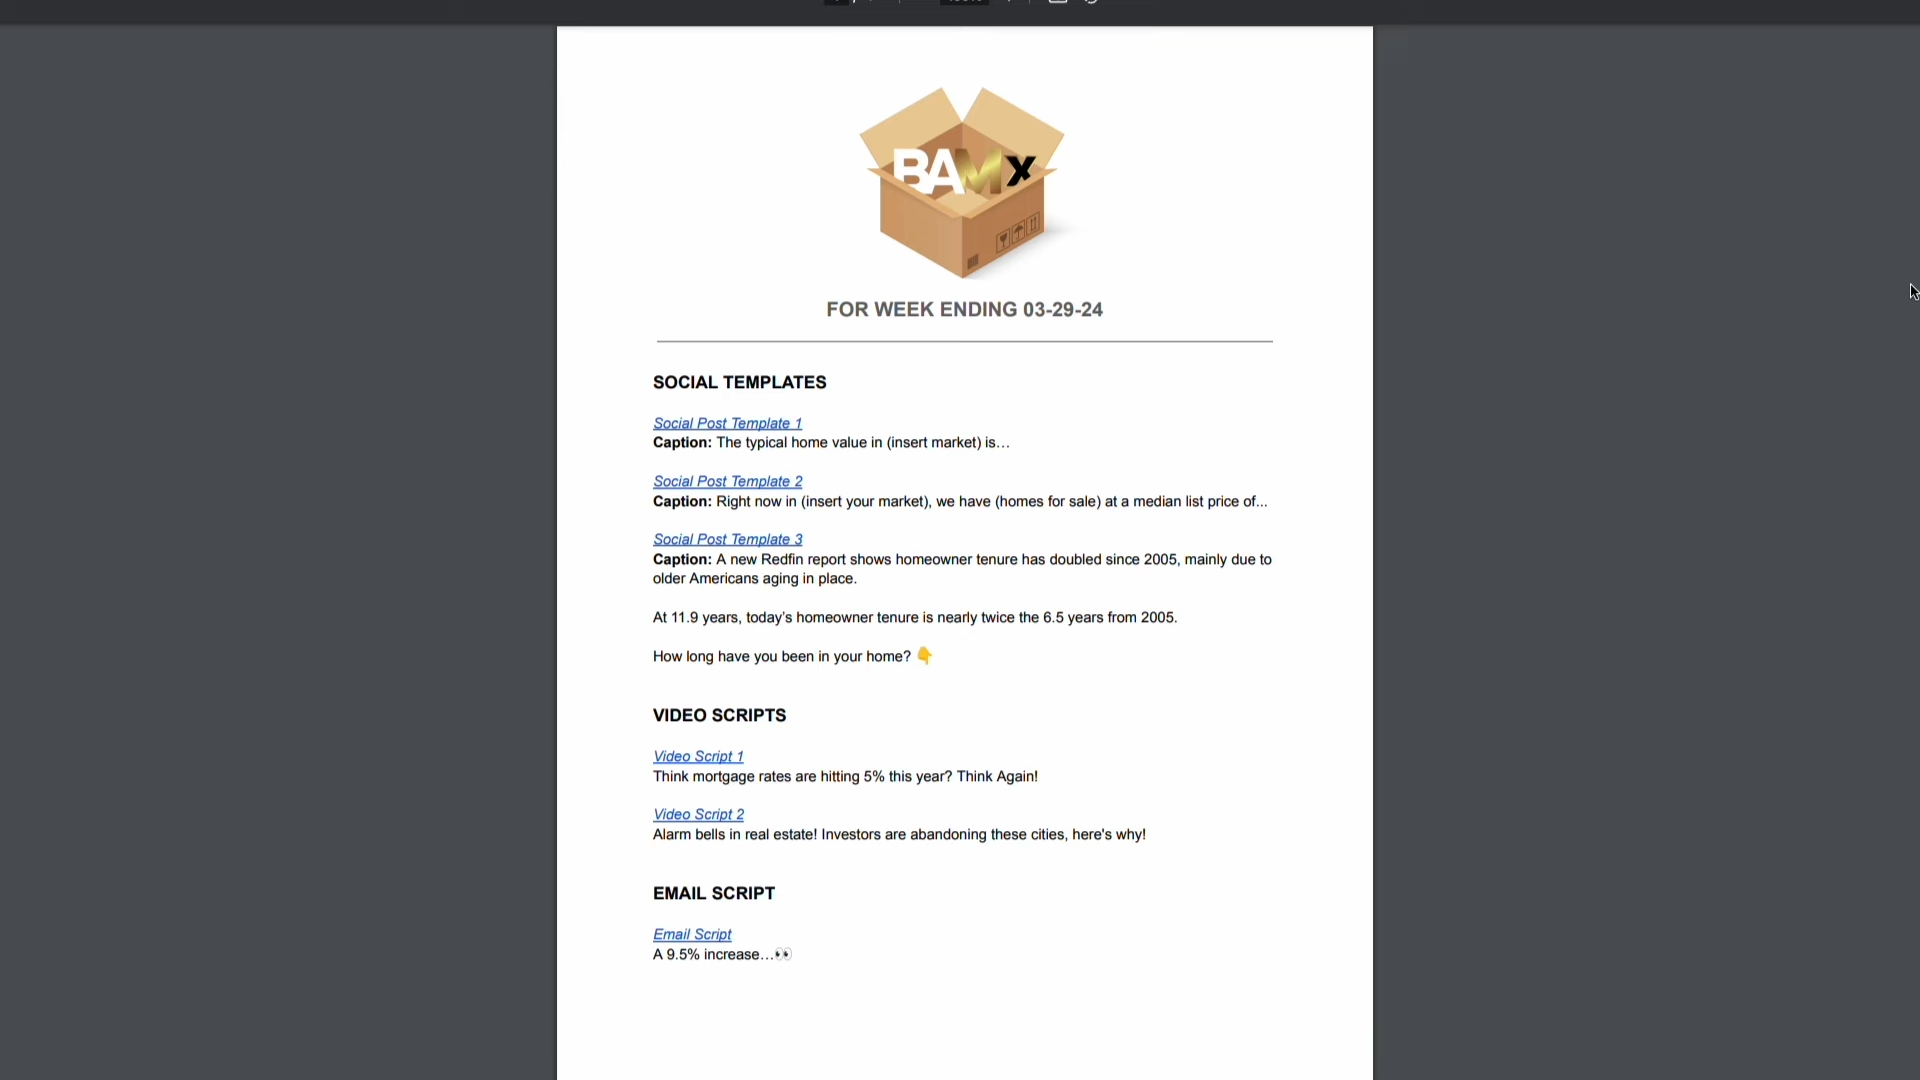 BAMx
FOR WEEK ENDING 03-29-24
SOCIAL TEMPLATES
Social Post Template 1
Caption: The typical home value in (insert market) is…
Social Post Template 2
Caption: Right now in (insert your market), we have (homes for sale) at a median list price of...
Social Post Template 3
Caption: A new Redfin report shows homeowner tenure has doubled since 2005, mainly due to
older Americans aging in place.
At 11.9 years, today's homeowner tenure is nearly twice the 6.5 years from 2005.
How long have you been in your home? 👇
VIDEO SCRIPTS
Video Script 1
Think mortgage rates are hitting 5% this year? Think Again!
Video Script 2
Alarm bells in real estate! Investors are abandoning these cities, here's why!
EMAIL SCRIPT
Email Script
A 9.5% increase…👀